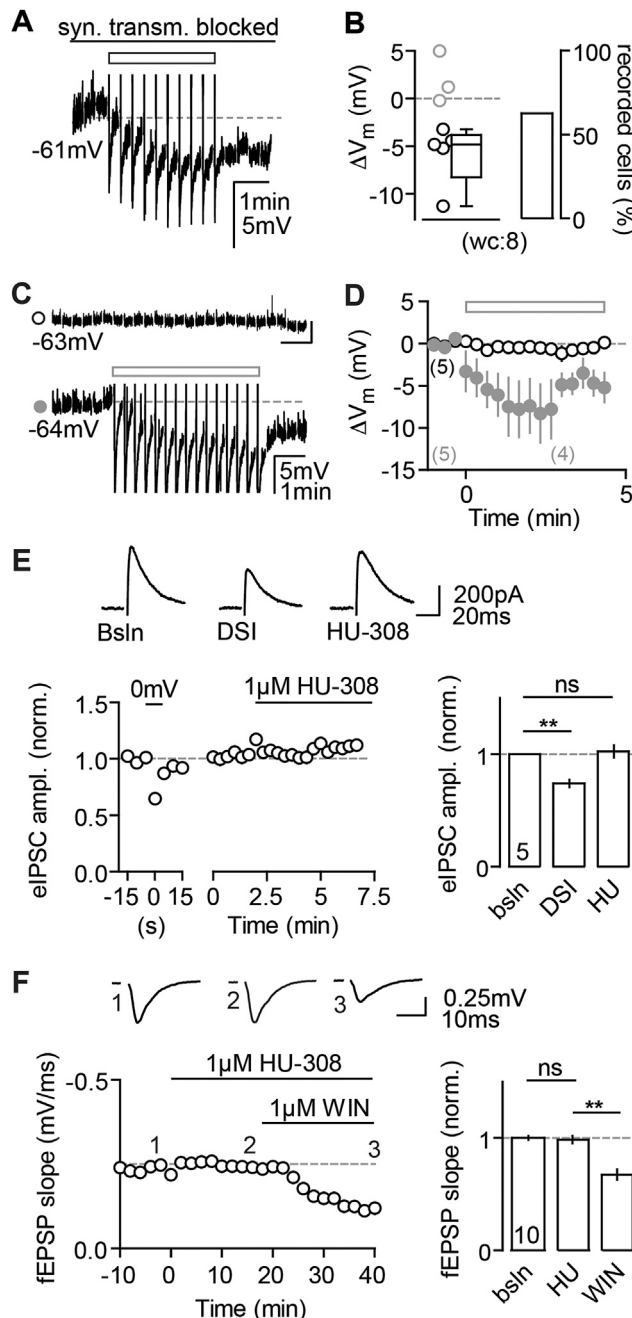 A
syn. transm. blocked
-61mV
1min
5mV
B
5
0
-5
-10
ΔVm (mV)
(wc:8)
100
50
0
recorded cells (%)
C
-63mV
-64mV
5mV
1min
D
5
0
-5
-10
-15
ΔVm (mV)
(5)
(5)
(4)
0
5
Time (min)
E
Bsln
DSI
HU-308
200pA
20ms
0mV
1µM HU-308
1.5
1.0
0.5
0.0
eIPSC ampl. (norm.)
-15 0 15
(s)
0 2.5 5 7.5
Time (min)
ns
**
1
0
eIPSC ampl. (norm.)
5
bsln
DSI
HU
F
1
2
3
0.25mV
10ms
1µM HU-308
1µM WIN
1
2
3
-0.5
0.0
fEPSP slope (mV/ms)
-10 0 10 20 30 40
Time (min)
ns
**
1
0
fEPSP slope (norm.)
10
bsln
HU
WIN